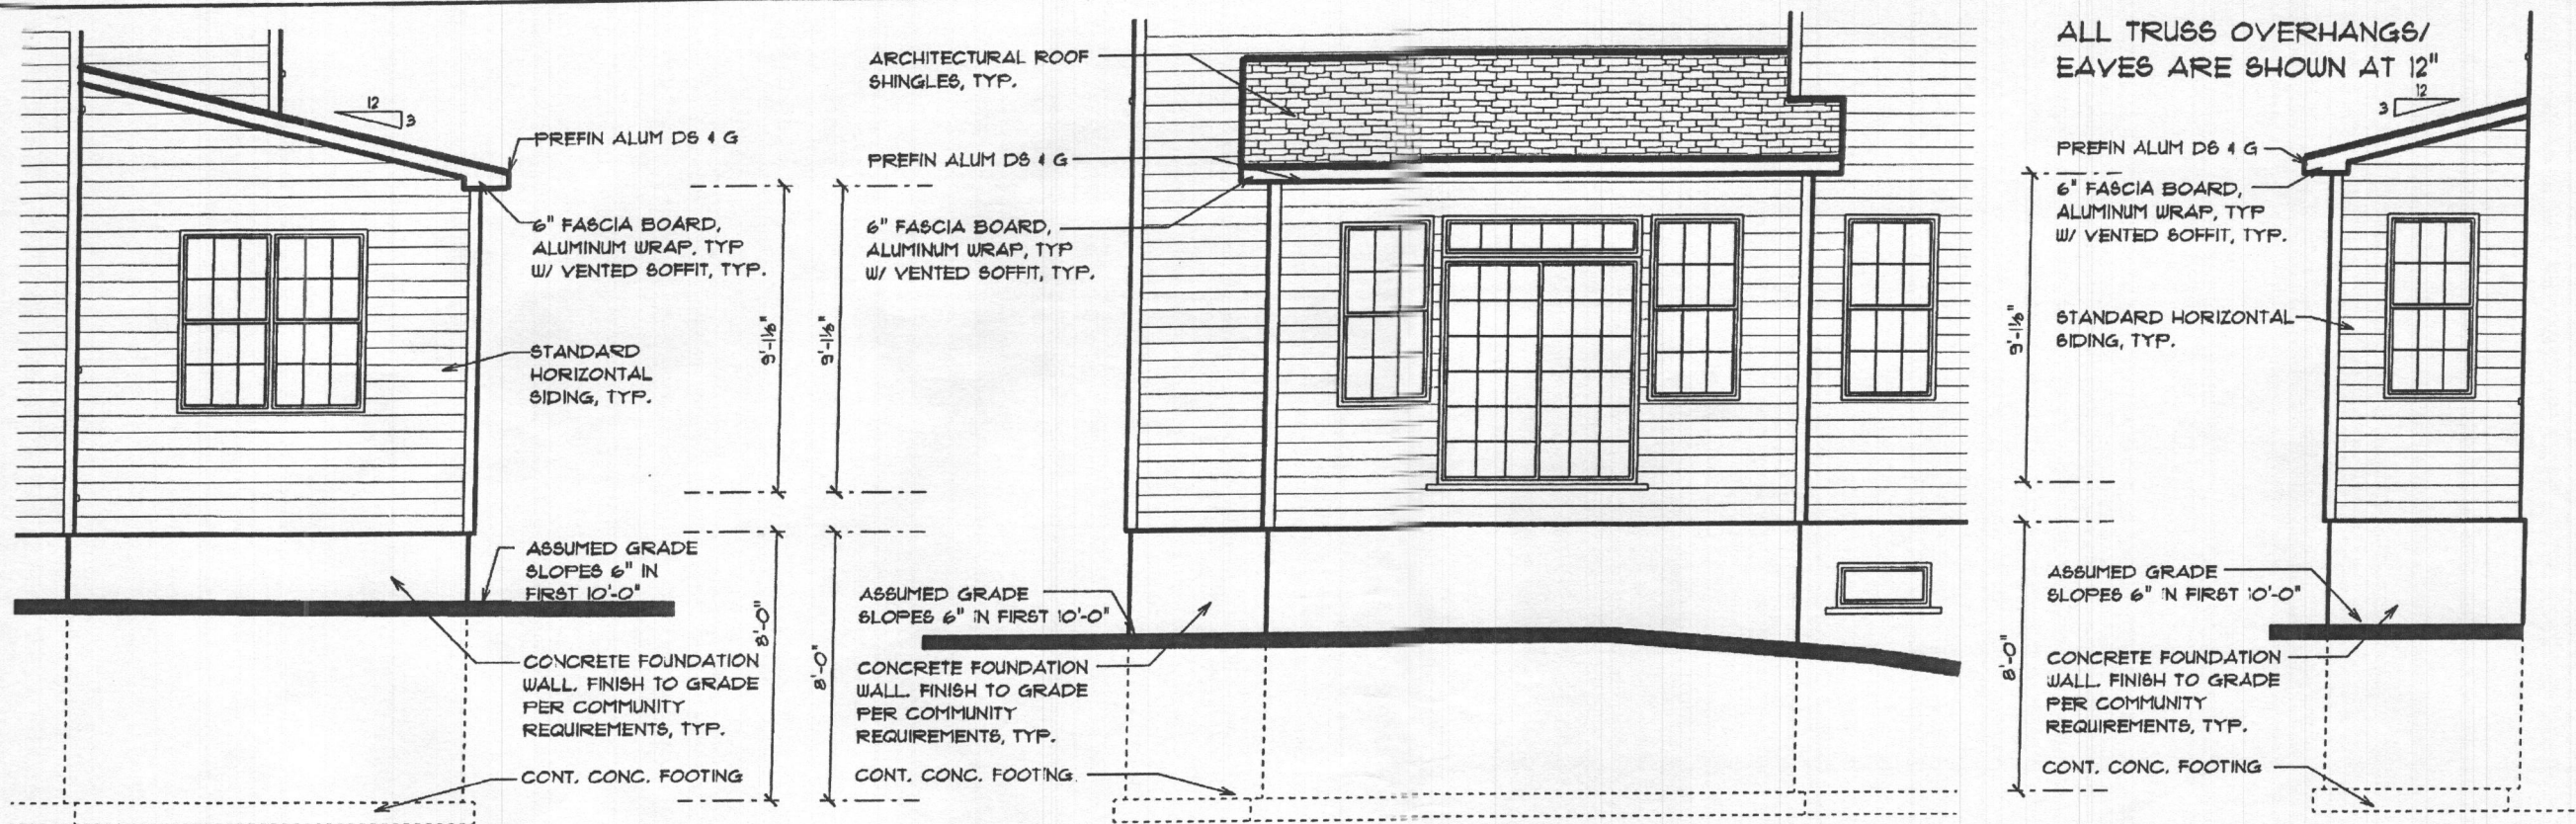 12
3
PREFIN ALUM DS & G
6" FASCIA BOARD,
ALUMINUM WRAP, TYP
W/ VENTED SOFFIT, TYP.
STANDARD
HORIZONTAL
SIDING, TYP.
9'-1⅛"
ASSUMED GRADE
SLOPES 6" IN
FIRST 10'-0"
8'-0"
CONCRETE FOUNDATION
WALL. FINISH TO GRADE
PER COMMUNITY
REQUIREMENTS, TYP.
CONT. CONC. FOOTING
ARCHITECTURAL ROOF
SHINGLES, TYP.
PREFIN ALUM DS & G
6" FASCIA BOARD,
ALUMINUM WRAP, TYP
W/ VENTED SOFFIT, TYP.
9'-1⅛"
ASSUMED GRADE
SLOPES 6" IN FIRST 10'-0"
8'-0"
CONCRETE FOUNDATION
WALL. FINISH TO GRADE
PER COMMUNITY
REQUIREMENTS, TYP.
CONT. CONC. FOOTING
ALL TRUSS OVERHANGS/
EAVES ARE SHOWN AT 12"
12
3
PREFIN ALUM DS & G
6" FASCIA BOARD,
ALUMINUM WRAP, TYP
W/ VENTED SOFFIT, TYP.
9'-1⅛"
STANDARD HORIZONTAL
SIDING, TYP.
ASSUMED GRADE
SLOPES 6" IN FIRST 10'-0"
8'-0"
CONCRETE FOUNDATION
WALL. FINISH TO GRADE
PER COMMUNITY
REQUIREMENTS, TYP.
CONT. CONC. FOOTING